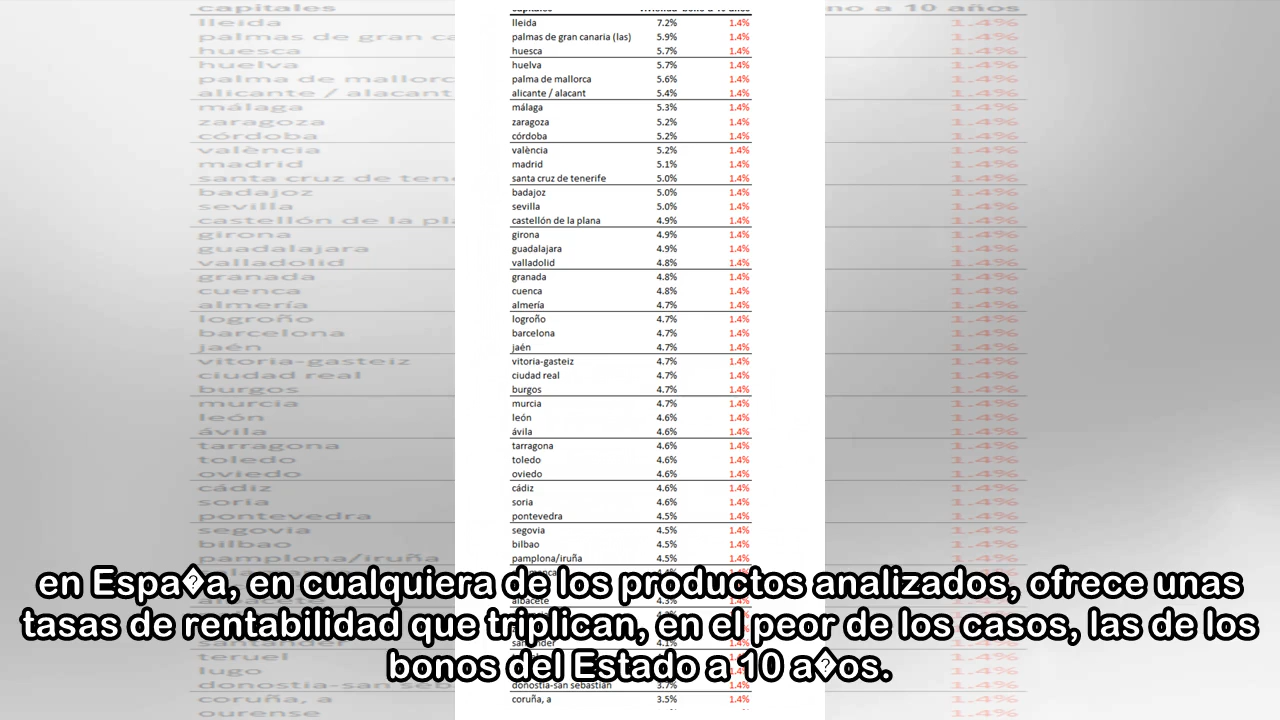 lleida 7.2% 1.4%
palmas de gran canaria (las) 5.9% 1.4%
huesca 5.7% 1.4%
huelva 5.7% 1.4%
palma de mallorca 5.6% 1.4%
alicante / alacant 5.4% 1.4%
málaga 5.3% 1.4%
zaragoza 5.2% 1.4%
córdoba 5.2% 1.4%
valència 5.2% 1.4%
madrid 5.1% 1.4%
santa cruz de tenerife 5.0% 1.4%
badajoz 5.0% 1.4%
sevilla 5.0% 1.4%
castellón de la plana 4.9% 1.4%
girona 4.9% 1.4%
guadalajara 4.9% 1.4%
valladolid 4.8% 1.4%
granada 4.8% 1.4%
cuenca 4.8% 1.4%
almería 4.7% 1.4%
logroño 4.7% 1.4%
barcelona 4.7% 1.4%
jaén 4.7% 1.4%
vitoria-gasteiz 4.7% 1.4%
ciudad real 4.7% 1.4%
burgos 4.7% 1.4%
murcia 4.7% 1.4%
león 4.6% 1.4%
ávila 4.6% 1.4%
tarragona 4.6% 1.4%
toledo 4.6% 1.4%
oviedo 4.6% 1.4%
cádiz 4.6% 1.4%
soria 4.6% 1.4%
pontevedra 4.5% 1.4%
segovia 4.5% 1.4%
bilbao 4.5% 1.4%
pamplona/iruña 4.5% 1.4%
en Espa�a, en cualquiera de los productos analizados, ofrece unas
albacete 4.3% 1.4%
tasas de rentabilidad que triplican, en el peor de los casos, las de los
santander 4.1% 1.4%
bonos del Estado a 10 a�os.
donostia-san sebastián 3.7% 1.4%
coruña, a 3.5% 1.4%